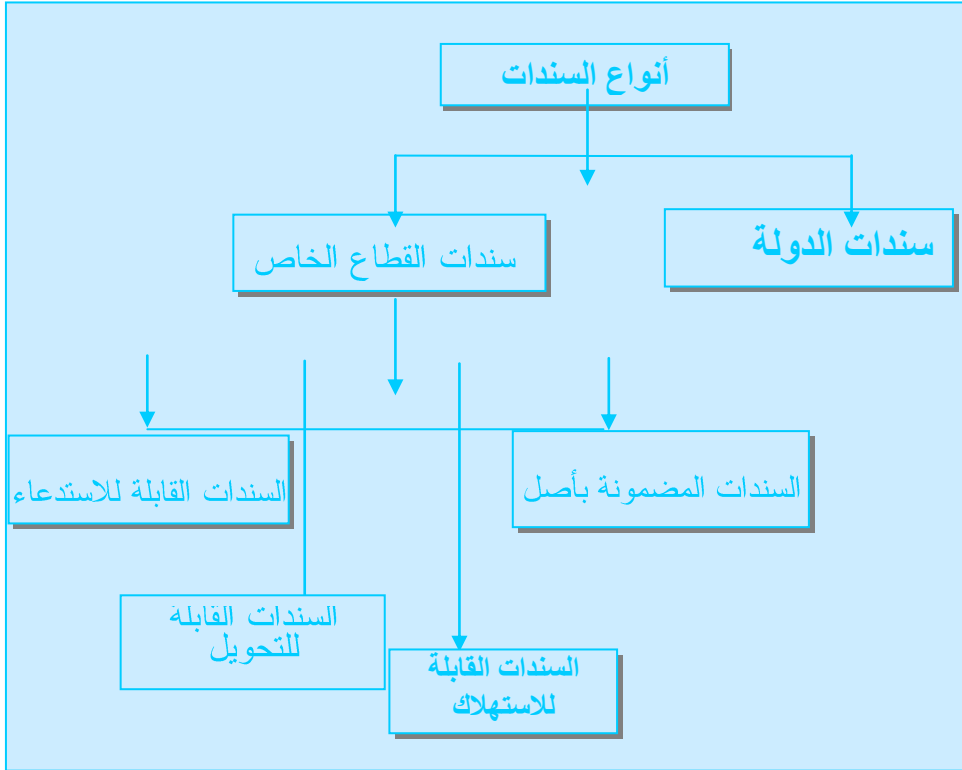 أنواع السندات
سندات الدولة
سندات القطاع الخاص
السندات المضمونة بأصل
السندات القابلة للاستدعاء
السندات القابلة
للتحويل
السندات القابلة
للاستهلاك